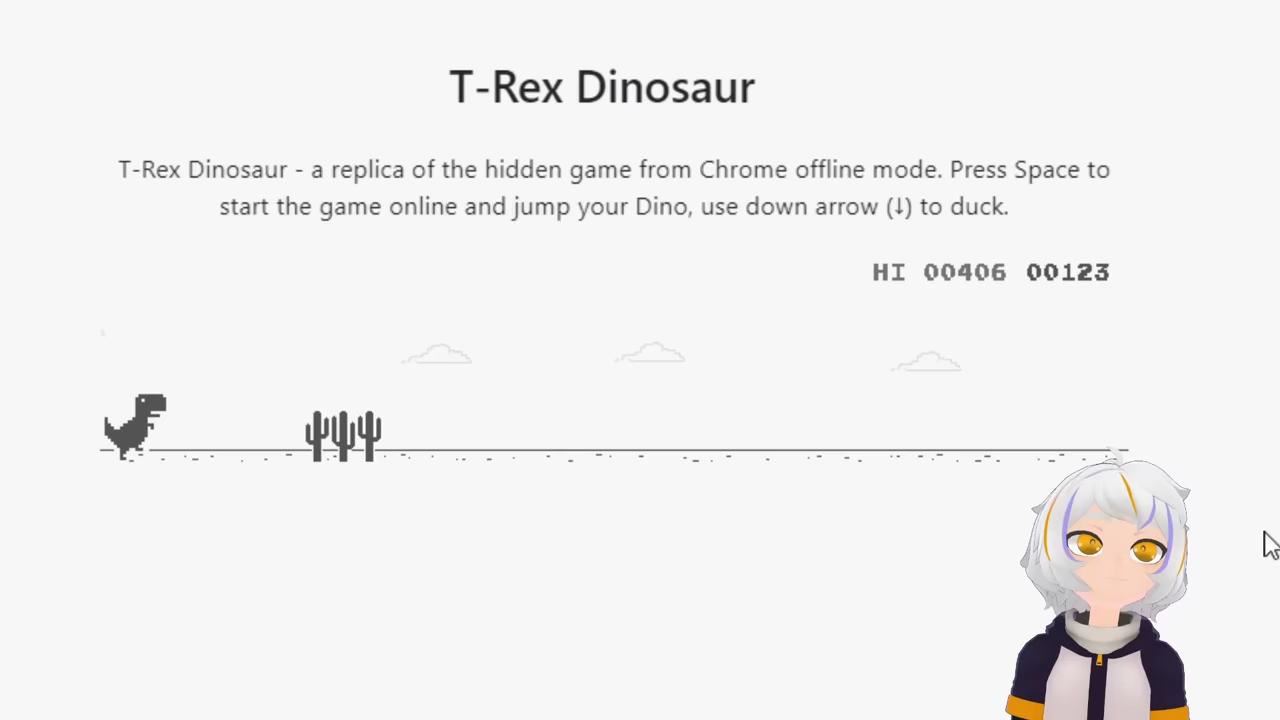 T-Rex Dinosaur
T-Rex Dinosaur - a replica of the hidden game from Chrome offline mode. Press Space to
start the game online and jump your Dino, use down arrow (↓) to duck.
HI 00406 00123